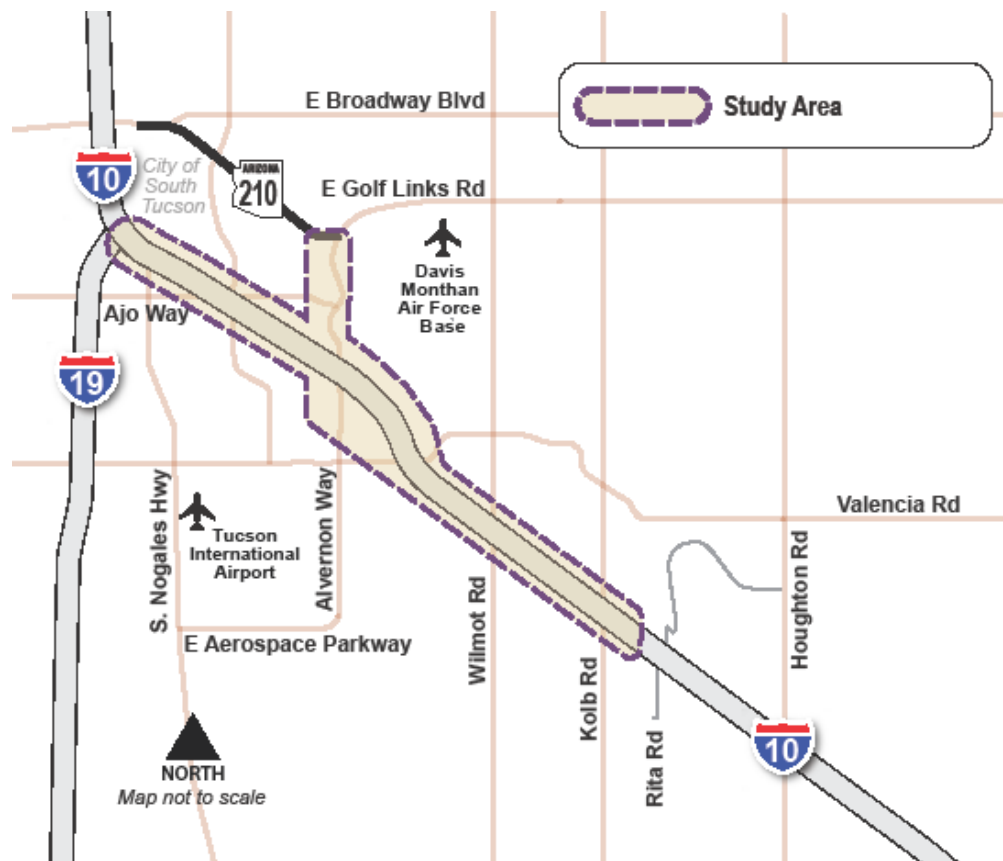 E Broadway Blvd
Study Area
10
City of
South
Tucson
ARIZONA
210
E Golf Links Rd
Davis
Monthan
Air Force
Base
Ajo Way
19
Valencia Rd
S. Nogales Hwy
Tucson
International
Airport
Alvernon Way
Wilmot Rd
Houghton Rd
E Aerospace Parkway
Kolb Rd
Rita Rd
10
NORTH
Map not to scale